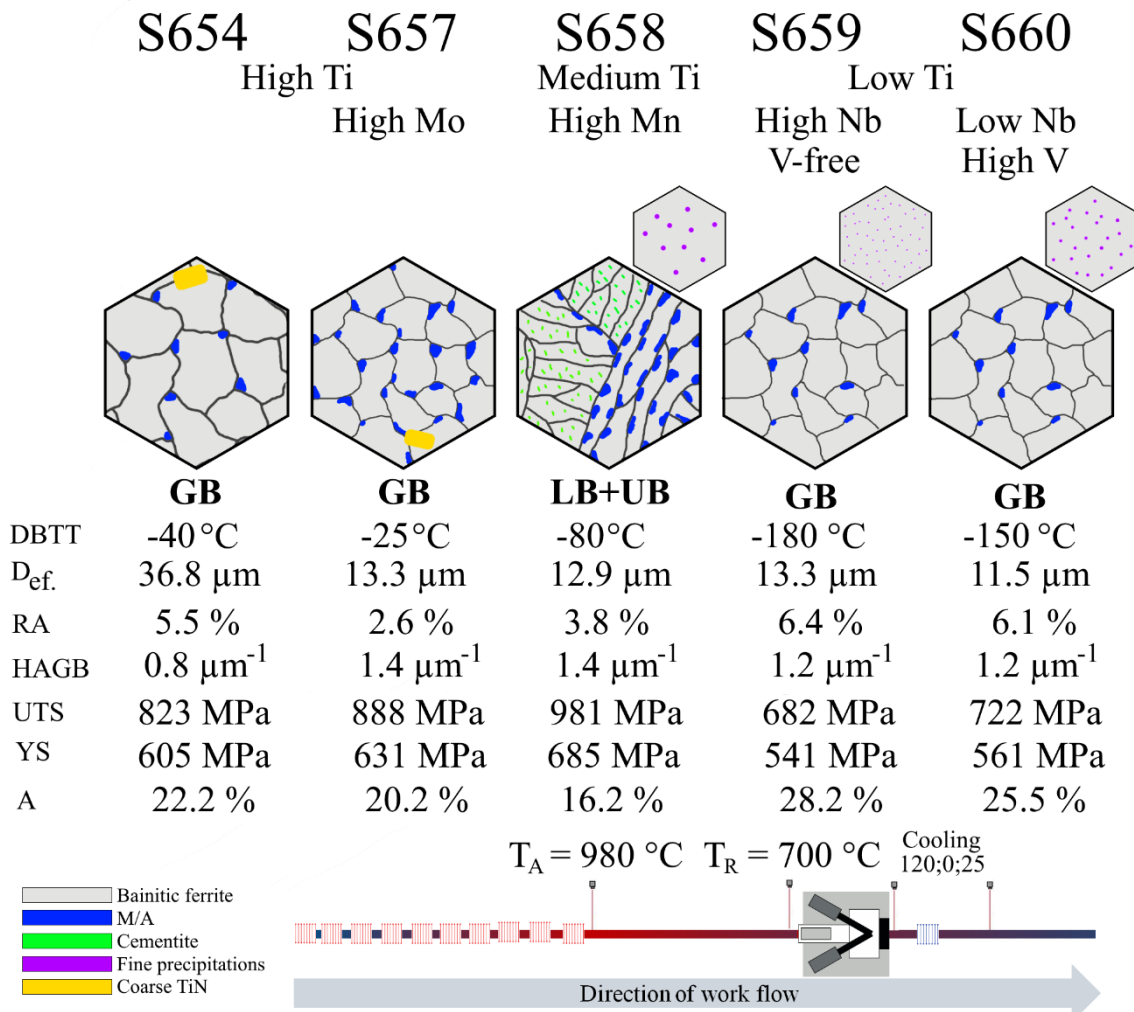 S654 S657 S658 S659 S660
High Ti Medium Ti Low Ti
High Mo High Mn High Nb Low Nb
V-free High V
GB GB LB+UB GB GB
DBTT -40 °C -25 °C -80°C -180 °C -150 °C
Def. 36.8 µm 13.3 µm 12.9 µm 13.3 µm 11.5 µm
RA 5.5 % 2.6 % 3.8 % 6.4 % 6.1 %
HAGB 0.8 µm-1 1.4 µm-1 1.4 µm-1 1.2 µm-1 1.2 µm-1
UTS 823 MPa 888 MPa 981 MPa 682 MPa 722 MPa
YS 605 MPa 631 MPa 685 MPa 541 MPa 561 MPa
A 22.2 % 20.2 % 16.2 % 28.2 % 25.5 %
TA = 980 °C TR = 700 °C Cooling
120;0;25
Bainitic ferrite
M/A
Cementite
Fine precipitations
Coarse TiN
Direction of work flow